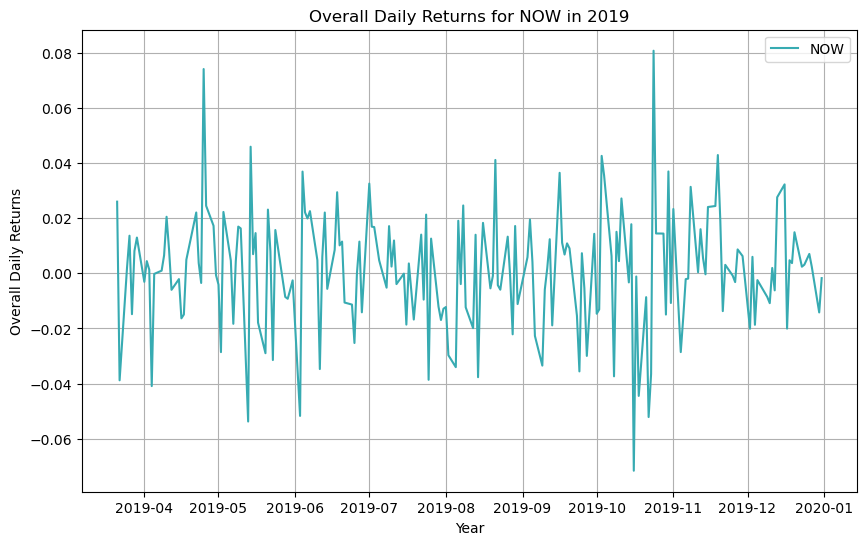 Overall Daily Returns for NOW in 2019
NOW
0.08
0.06
0.04
0.02
0.00
−0.02
−0.04
−0.06
Overall Daily Returns
2019-04 2019-05 2019-06 2019-07 2019-08 2019-09 2019-10 2019-11 2019-12 2020-01
Year